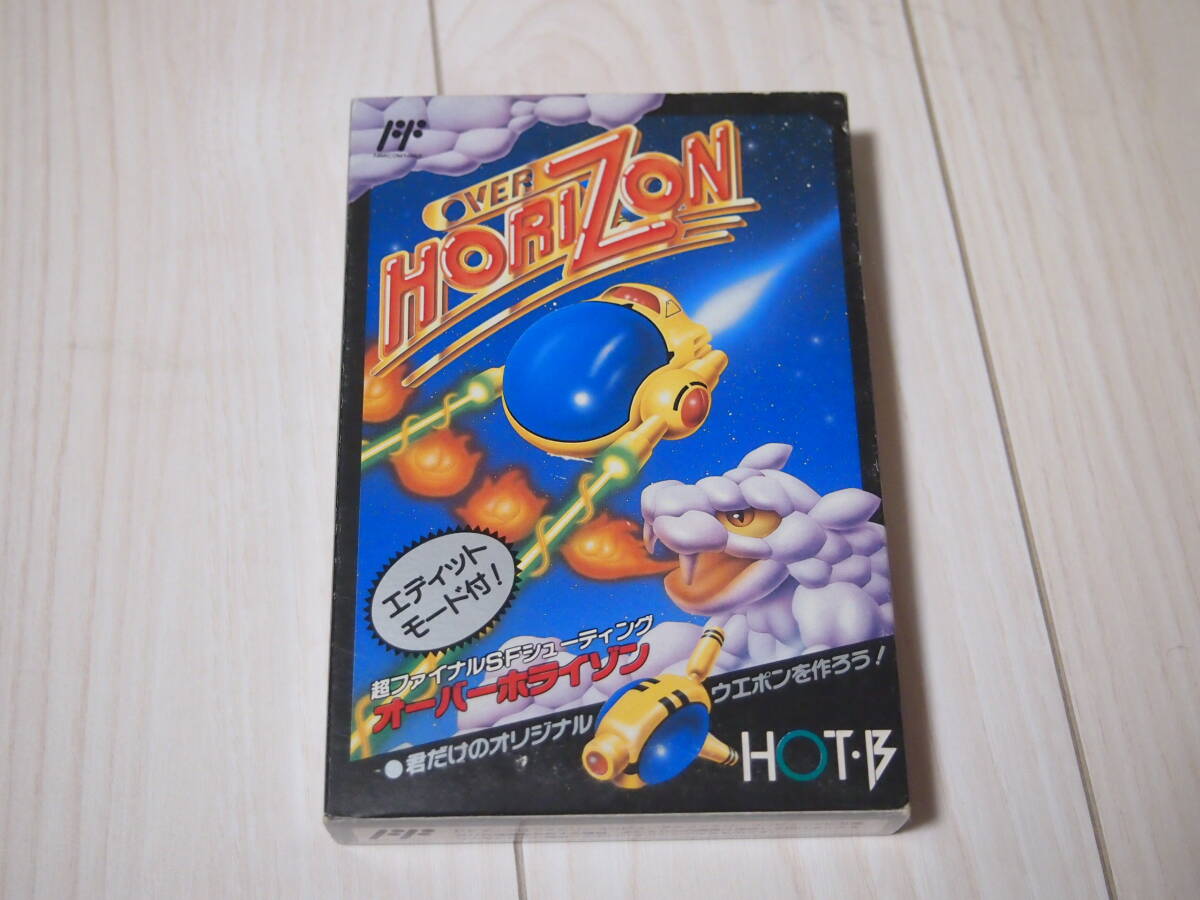 OVER
HORIZON
エディット
モード付!
超ファイナルSFシューティング
オーバーホライゾン
●君だけのオリジナル ウエポンを作ろう!
HOT・B